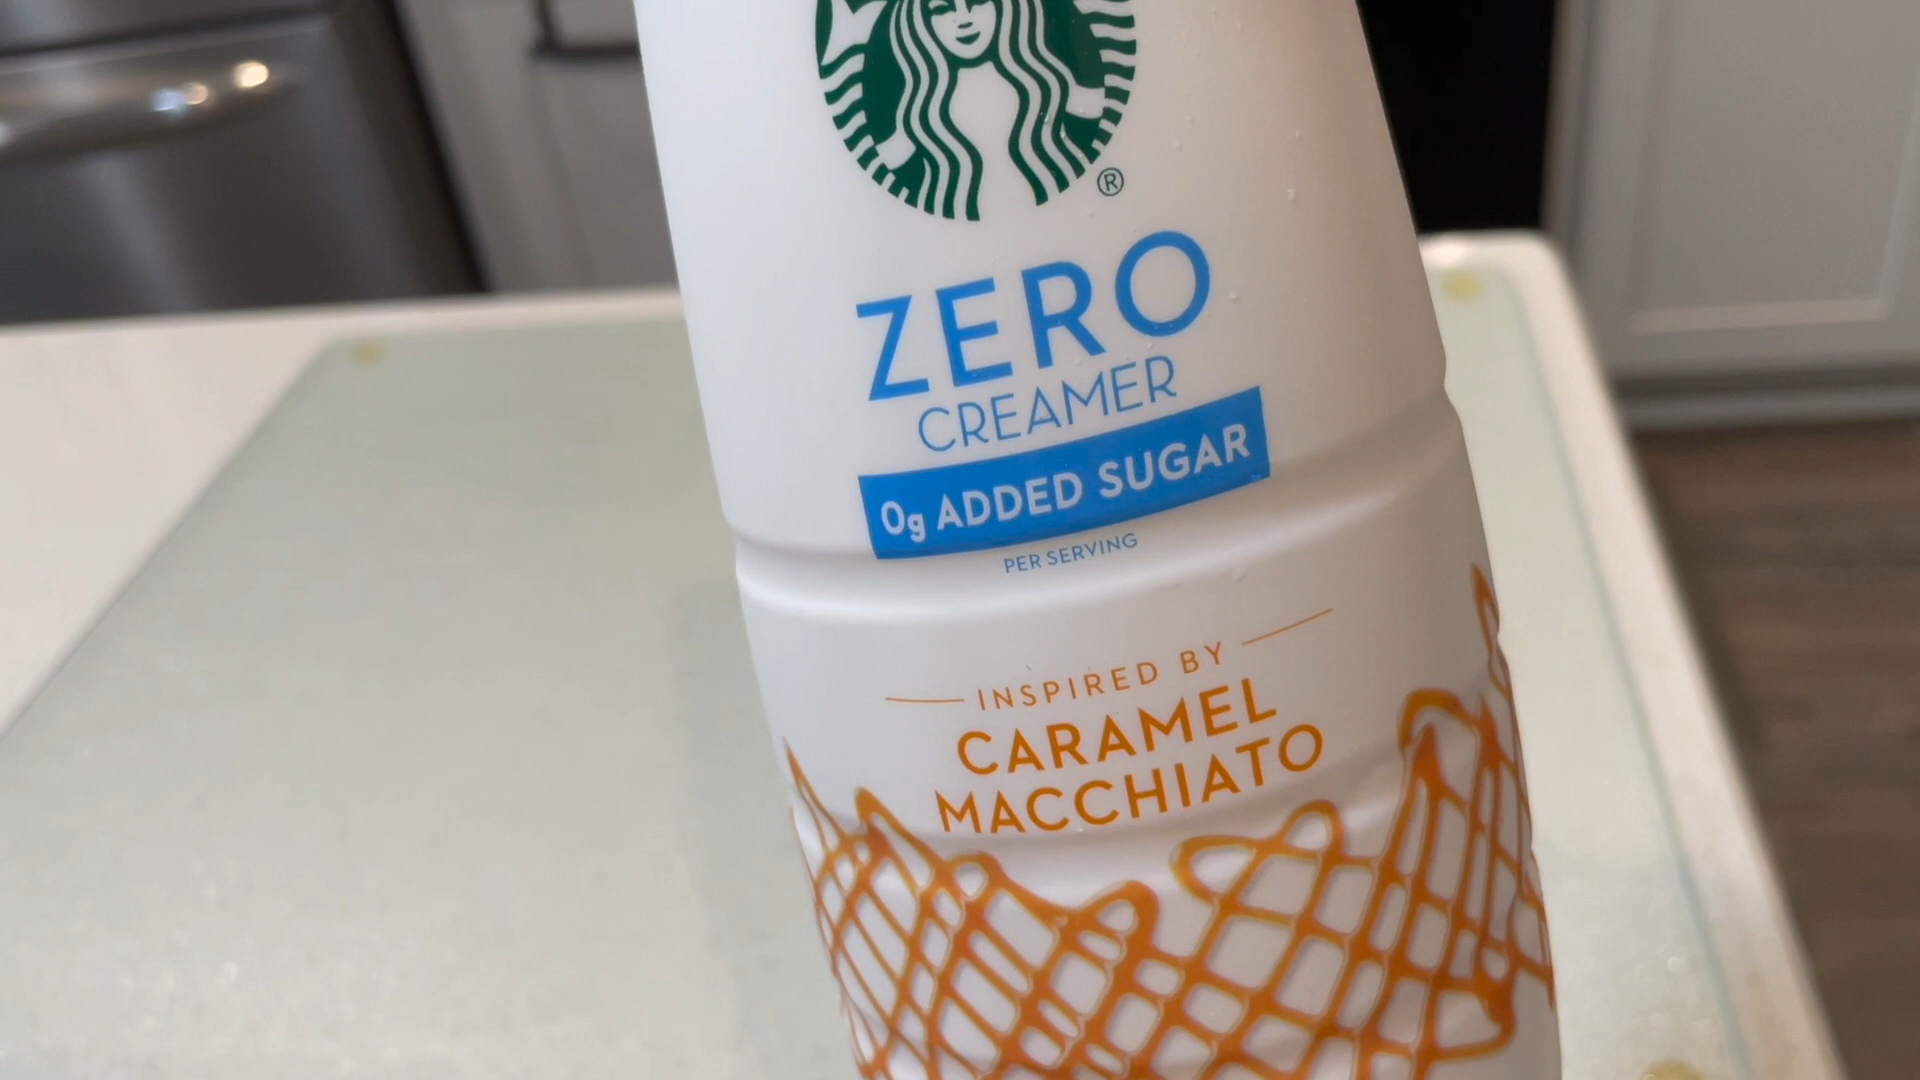 ®
ZERO
CREAMER
0g ADDED SUGAR
PER SERVING
INSPIRED BY
CARAMEL
MACCHIATO